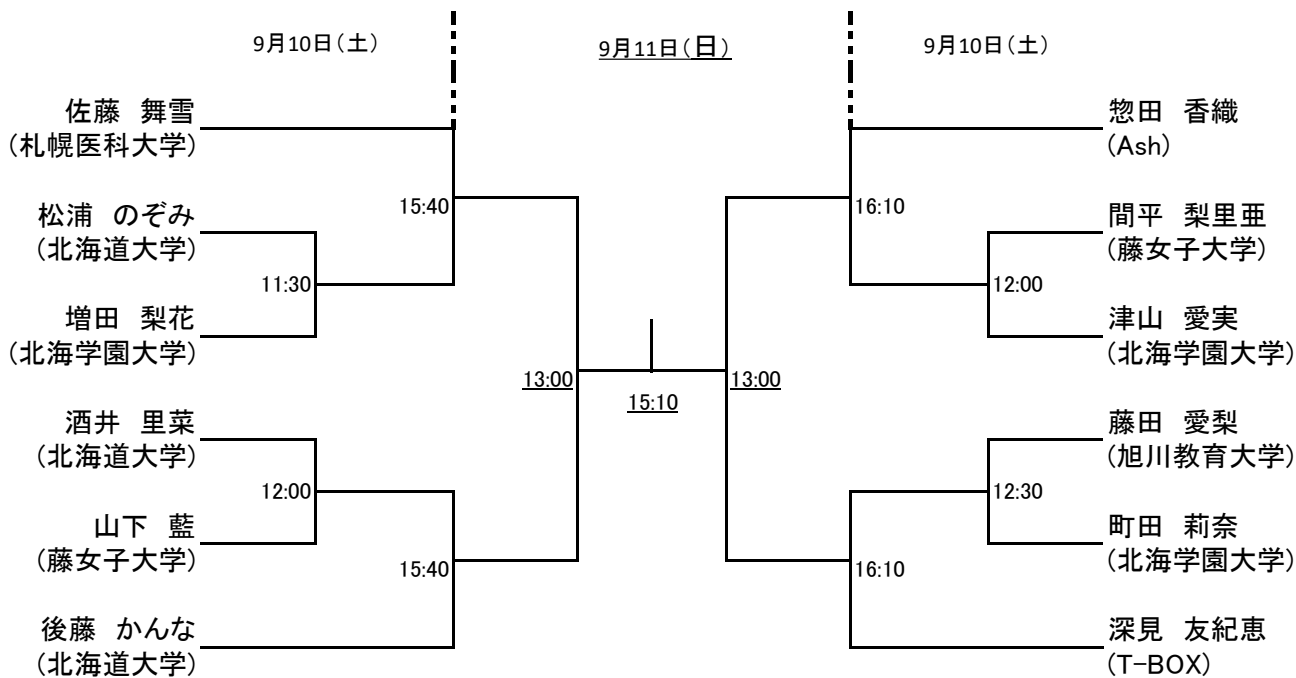 9月10日(土)
9月11日(日)
9月10日(土)
佐藤　舞雪
(札幌医科大学)
松浦　のぞみ
(北海道大学)
増田　梨花
(北海学園大学)
酒井　里菜
(北海道大学)
山下　藍
(藤女子大学)
後藤　かんな
(北海道大学)
15:40
11:30
12:00
15:40
13:00
15:10
13:00
16:10
12:00
12:30
16:10
惣田　香織
(Ash)
間平　梨里亜
(藤女子大学)
津山　愛実
(北海学園大学)
藤田　愛梨
(旭川教育大学)
町田　莉奈
(北海学園大学)
深見　友紀恵
(T-BOX)